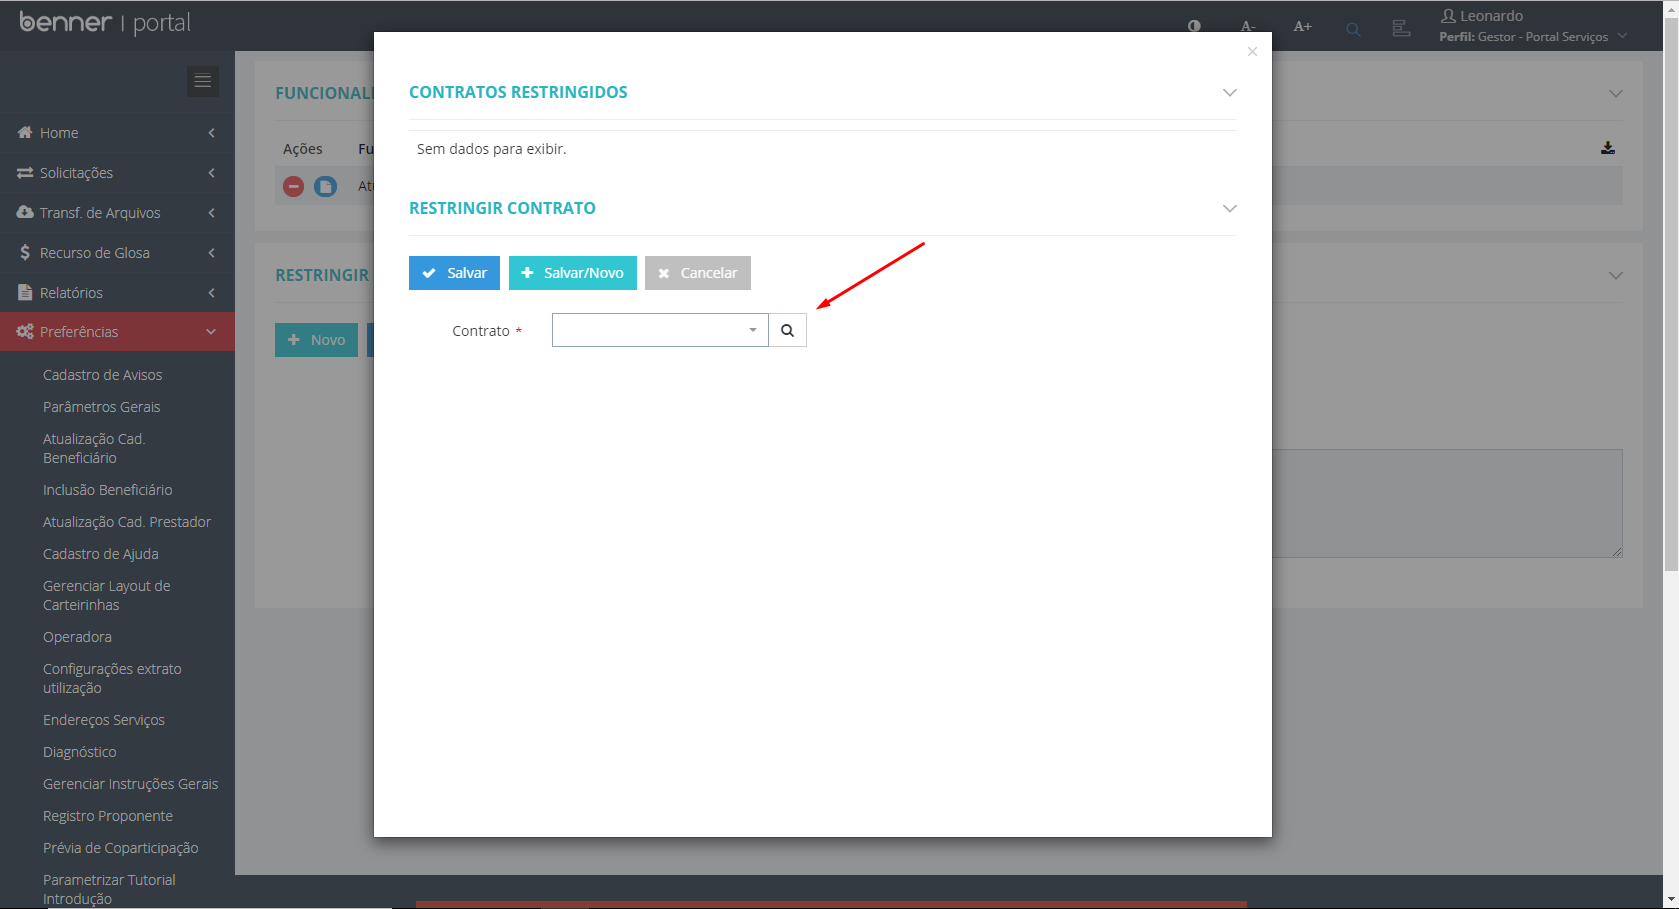 benner | portal
A-
A+
Leonardo
Perfil: Gestor - Portal Serviços
Home
Solicitações
Transf. de Arquivos
Recurso de Glosa
Relatórios
Preferências
Cadastro de Avisos
Parâmetros Gerais
Atualização Cad.
Beneficiário
Inclusão Beneficiário
Atualização Cad. Prestador
Cadastro de Ajuda
Gerenciar Layout de
Carteirinhas
Operadora
Configurações extrato
utilização
Endereços Serviços
Diagnóstico
Gerenciar Instruções Gerais
Registro Proponente
Prévia de Coparticipação
Parametrizar Tutorial
Introdução
FUNCIONALI
Ações Fu
Atu
RESTRINGIR
Novo
CONTRATOS RESTRINGIDOS
Sem dados para exibir.
RESTRINGIR CONTRATO
Salvar Salvar/Novo Cancelar
Contrato *